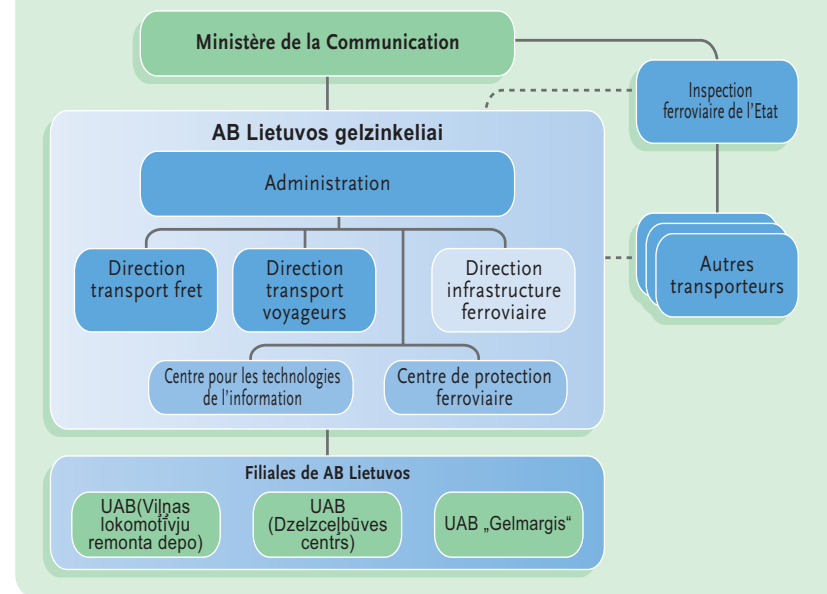 Ministère de la Communication
Inspection
ferroviaire de l'Etat
AB Lietuvos gelzinkeliai
Administration
Direction
transport fret
Direction
transport
voyageurs
Direction
infrastructure
ferroviaire
Autres
transporteurs
Centre pour les technologies
de l'information
Centre de protection
ferroviaire
Filiales de AB Lietuvos
UAB(Viļņas
lokomotīvju
remonta depo)
UAB
(Dzelzceļbūves
centrs)
UAB „Gelmargis“